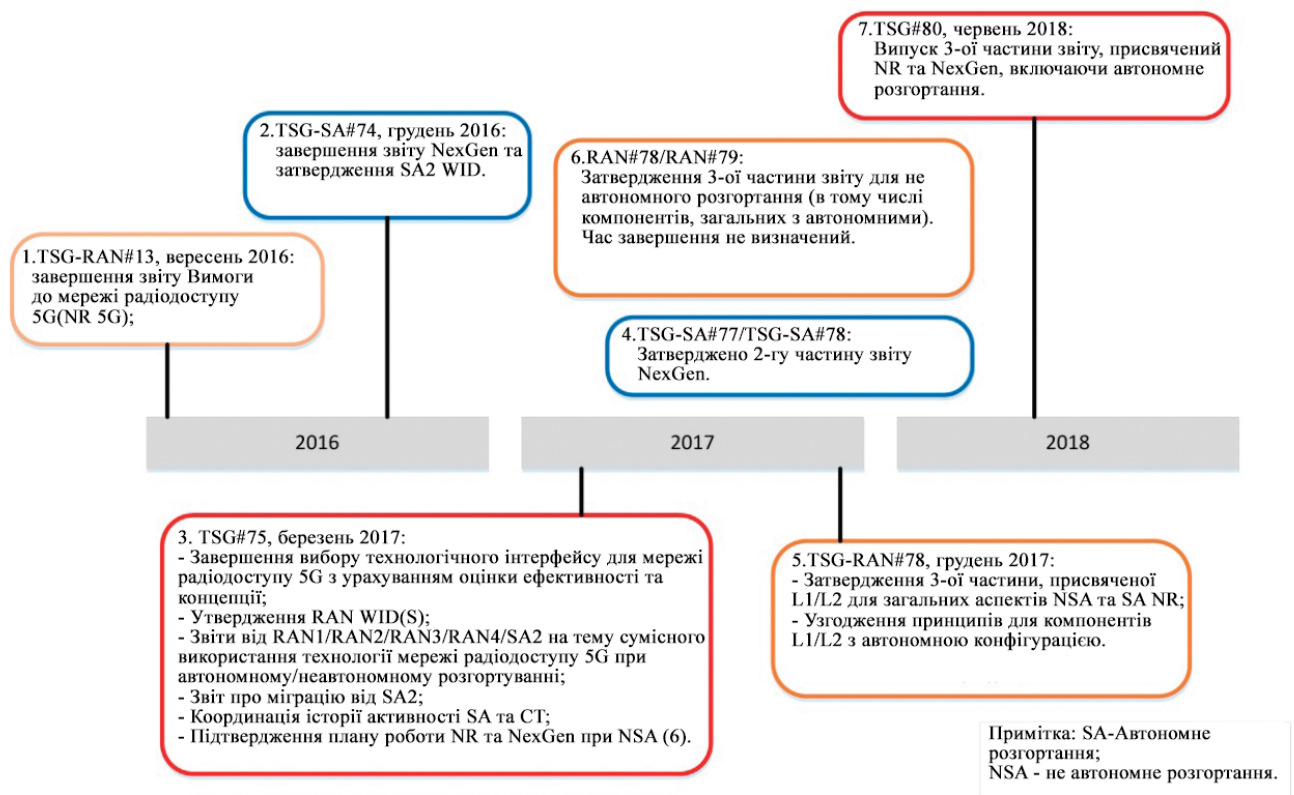 7.TSG#80, червень 2018:
Випуск 3-ої частини звіту, присвячений
NR та NexGen, включаючи автономне
розгортання.
2.TSG-SA#74, грудень 2016:
завершення звіту NexGen та
затвердження SA2 WID.
6.RAN#78/RAN#79:
Затвердження 3-ої частини звіту для не
автономного розгортання (в тому числі
компонентів, загальних з автономними).
Час завершення не визначений.
1.TSG-RAN#13, вересень 2016:
завершення звіту Вимоги
до мережі радіодоступу
5G(NR 5G);
4.TSG-SA#77/TSG-SA#78:
Затверджено 2-гу частину звіту
NexGen.
2016
2017
2018
3. TSG#75, березень 2017:
- Завершення вибору технологічного інтерфейсу для мережі
радіодоступу 5G з урахуванням оцінки ефективності та
концепції;
- Утвердження RAN WID(S);
- Звіти від RAN1/RAN2/RAN3/RAN4/SA2 на тему сумісного
використання технології мережі радіодоступу 5G при
автономному/неавтономному розгортуванні;
- Звіт про міграцію від SA2;
- Координація історії активності SA та CT;
- Підтвердження плану роботи NR та NexGen при NSA (6).
5.TSG-RAN#78, грудень 2017:
- Затвердження 3-ої частини, присвяченої
L1/L2 для загальних аспектів NSA та SA NR;
- Узгодження принципів для компонентів
L1/L2 з автономною конфігурацією.
Примітка: SA-Автономне
розгортання;
NSA - не автономне розгортання.